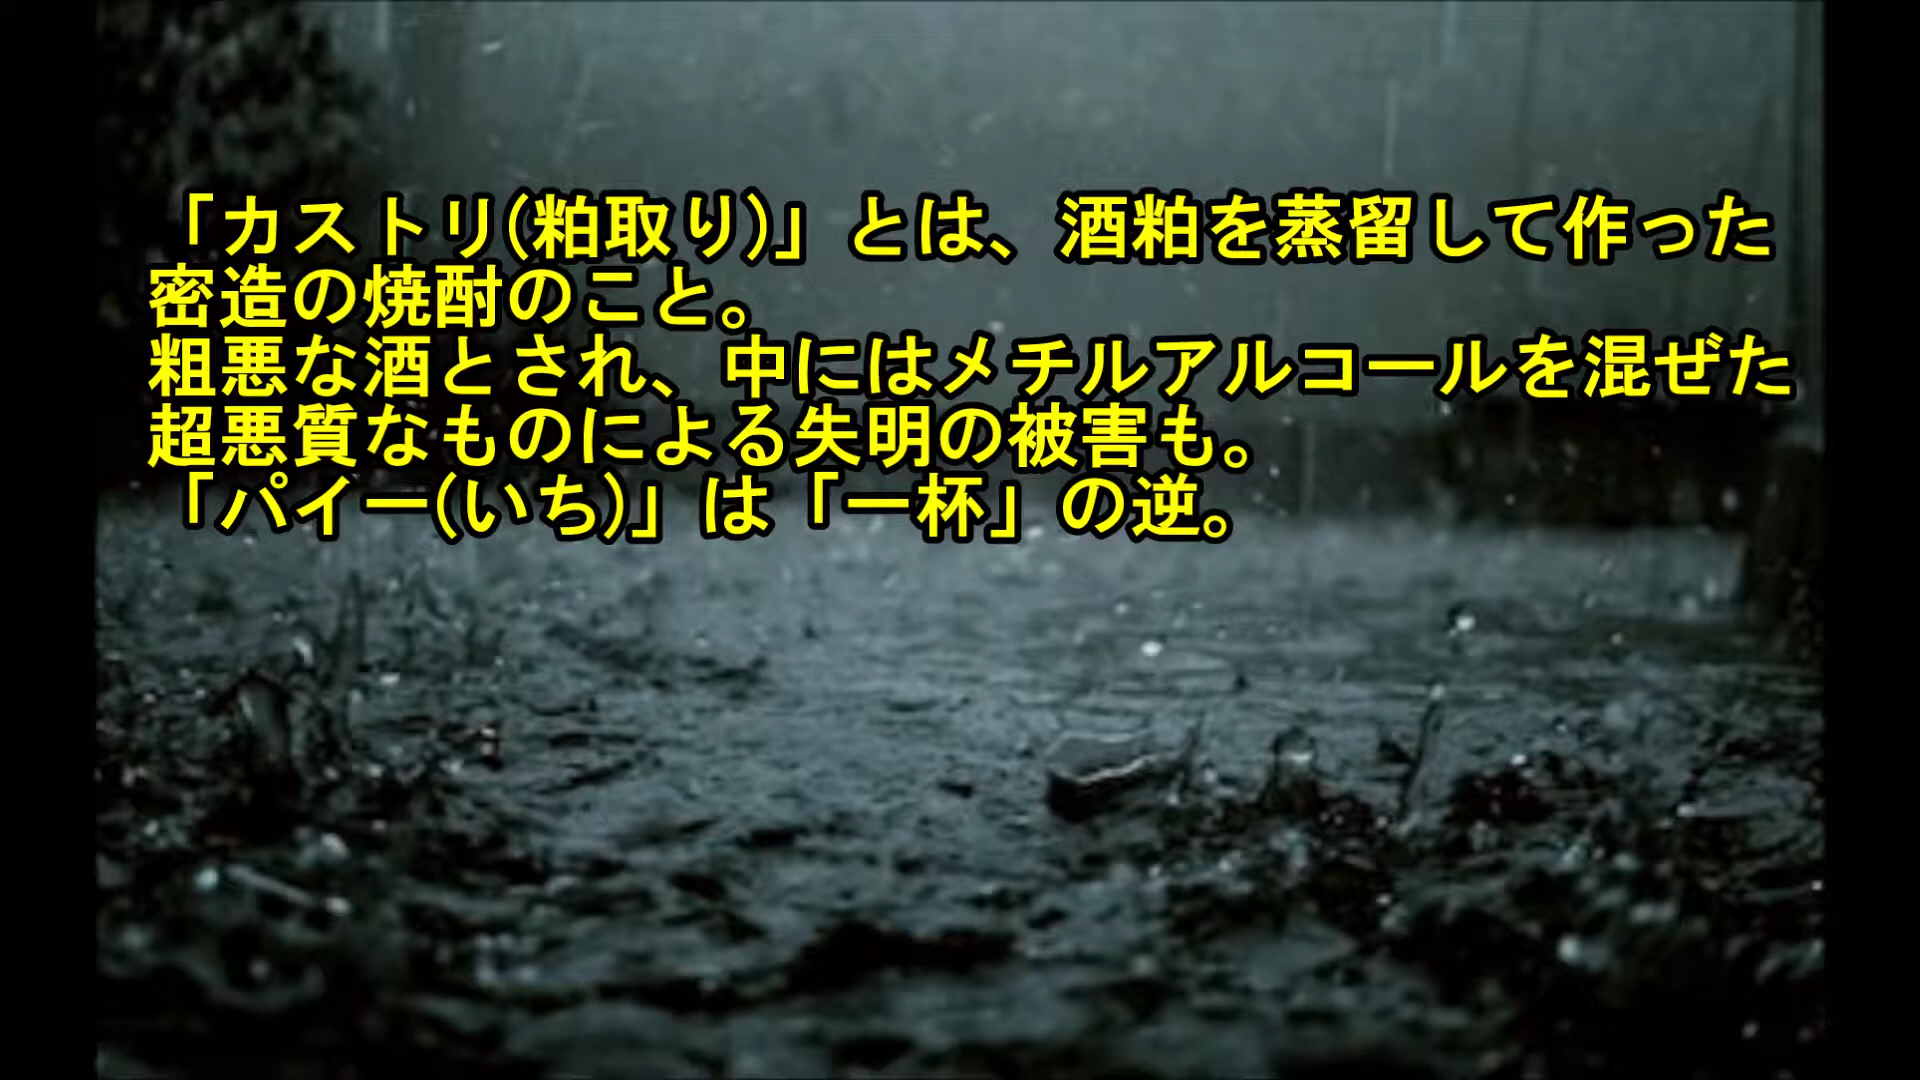 「カストリ(粕取り)」とは、酒粕を蒸留して作った
密造の焼酎のこと。
粗悪な酒とされ、中にはメチルアルコールを混ぜた
超悪質なものによる失明の被害も。
「パイ一(いち)」は「一杯」の逆。